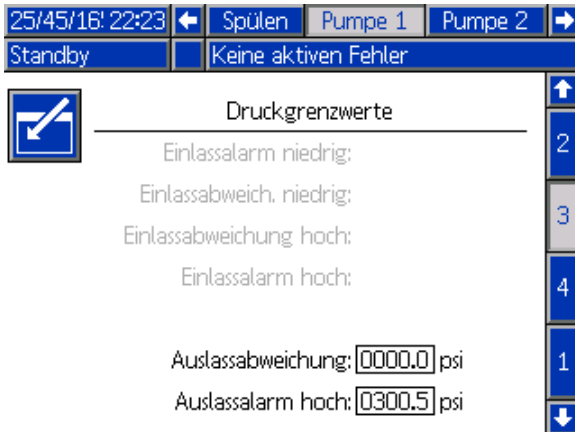 25/45/16' 22:23 Spülen Pumpe 1 Pumpe 2
Standby Keine aktiven Fehler
Druckgrenzwerte
Einlassalarm niedrig:
2
Einlassabweich. niedrig:
3
Einlassabweichung hoch:
Einlassalarm hoch:
4
Auslassabweichung: 0000.0 psi
1
Auslassalarm hoch: 0300.5 psi